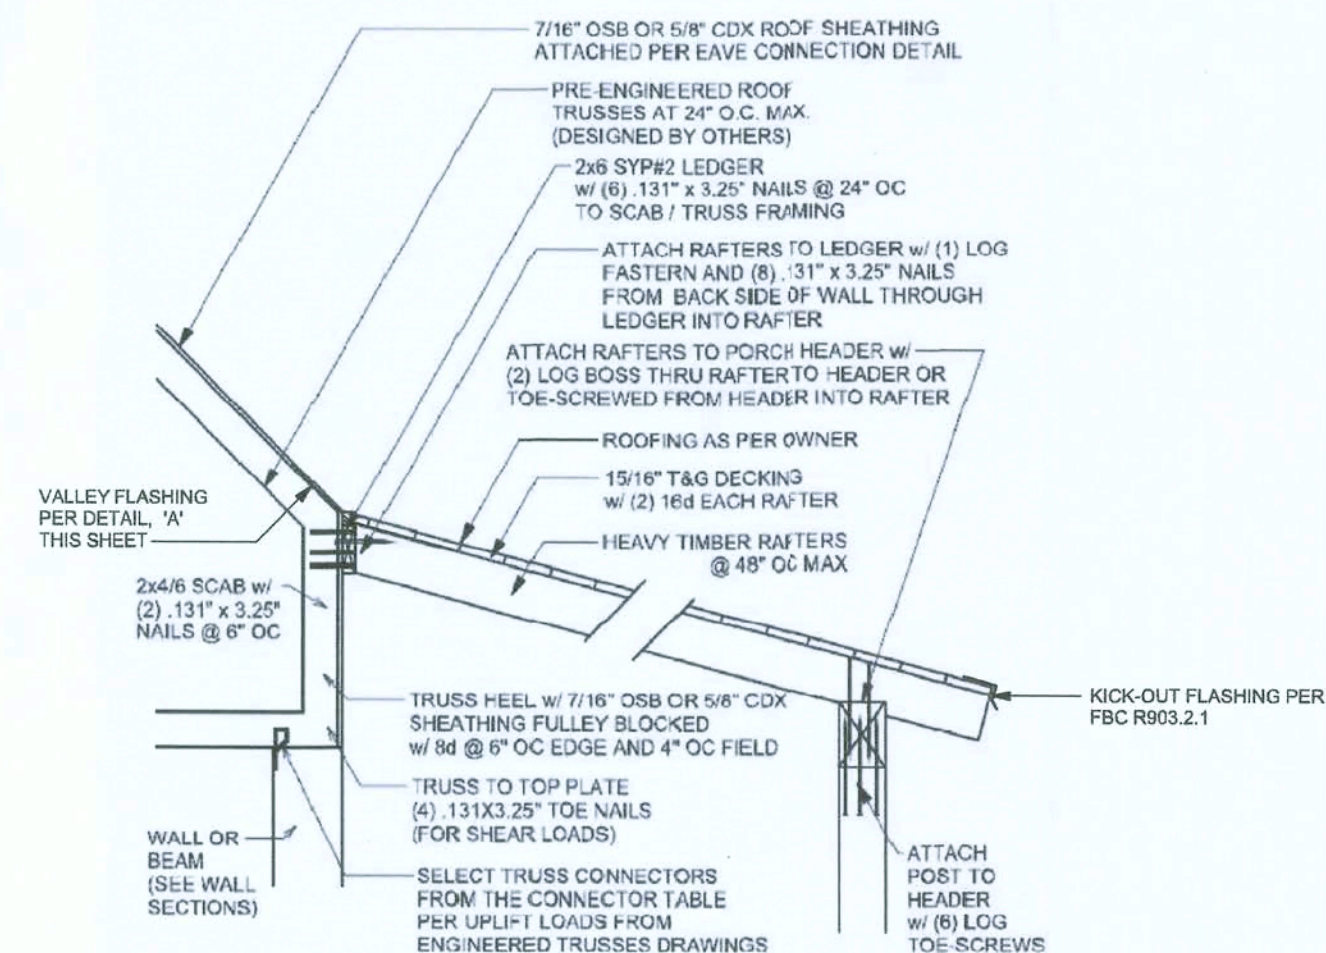 7/16" OSB OR 5/8" CDX ROOF SHEATHING
ATTACHED PER EAVE CONNECTION DETAIL
PRE-ENGINEERED ROOF
TRUSSES AT 24" O.C. MAX.
(DESIGNED BY OTHERS)
2x6 SYP#2 LEDGER
w/ (6) .131" x 3.25" NAILS @ 24" OC
TO SCAB / TRUSS FRAMING
ATTACH RAFTERS TO LEDGER w/ (1) LOG
FASTERN AND (8) .131" x 3.25" NAILS
FROM BACK SIDE OF WALL THROUGH
LEDGER INTO RAFTER
ATTACH RAFTERS TO PORCH HEADER w/
(2) LOG BOSS THRU RAFTER TO HEADER OR
TOE-SCREWED FROM HEADER INTO RAFTER
ROOFING AS PER OWNER
15/16" T&G DECKING
w/ (2) 16d EACH RAFTER
HEAVY TIMBER RAFTERS
@ 48" OC MAX
VALLEY FLASHING
PER DETAIL, 'A'
THIS SHEET
2x4/6 SCAB w/
(2) .131" x 3.25"
NAILS @ 6" OC
TRUSS HEEL w/ 7/16" OSB OR 5/8" CDX
SHEATHING FULLEY BLOCKED
w/ 8d @ 6" OC EDGE AND 4" OC FIELD
KICK-OUT FLASHING PER
FBC R903.2.1
TRUSS TO TOP PLATE
(4) .131X3.25" TOE NAILS
(FOR SHEAR LOADS)
WALL OR
BEAM
(SEE WALL
SECTIONS)
SELECT TRUSS CONNECTORS
FROM THE CONNECTOR TABLE
PER UPLIFT LOADS FROM
ENGINEERED TRUSSES DRAWINGS
ATTACH
POST TO
HEADER
w/ (6) LOG
TOE-SCREWS